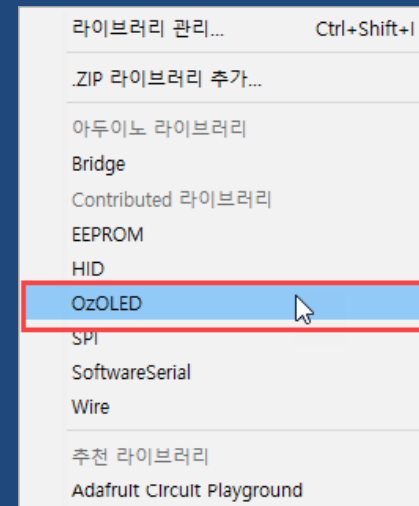 라이브러리 관리... Ctrl+Shift+I
.ZIP 라이브러리 추가...
아두이노 라이브러리
Bridge
Contributed 라이브러리
EEPROM
HID
OzOLED
SPI
SoftwareSerial
Wire
추천 라이브러리
Adafruit Circuit Playground